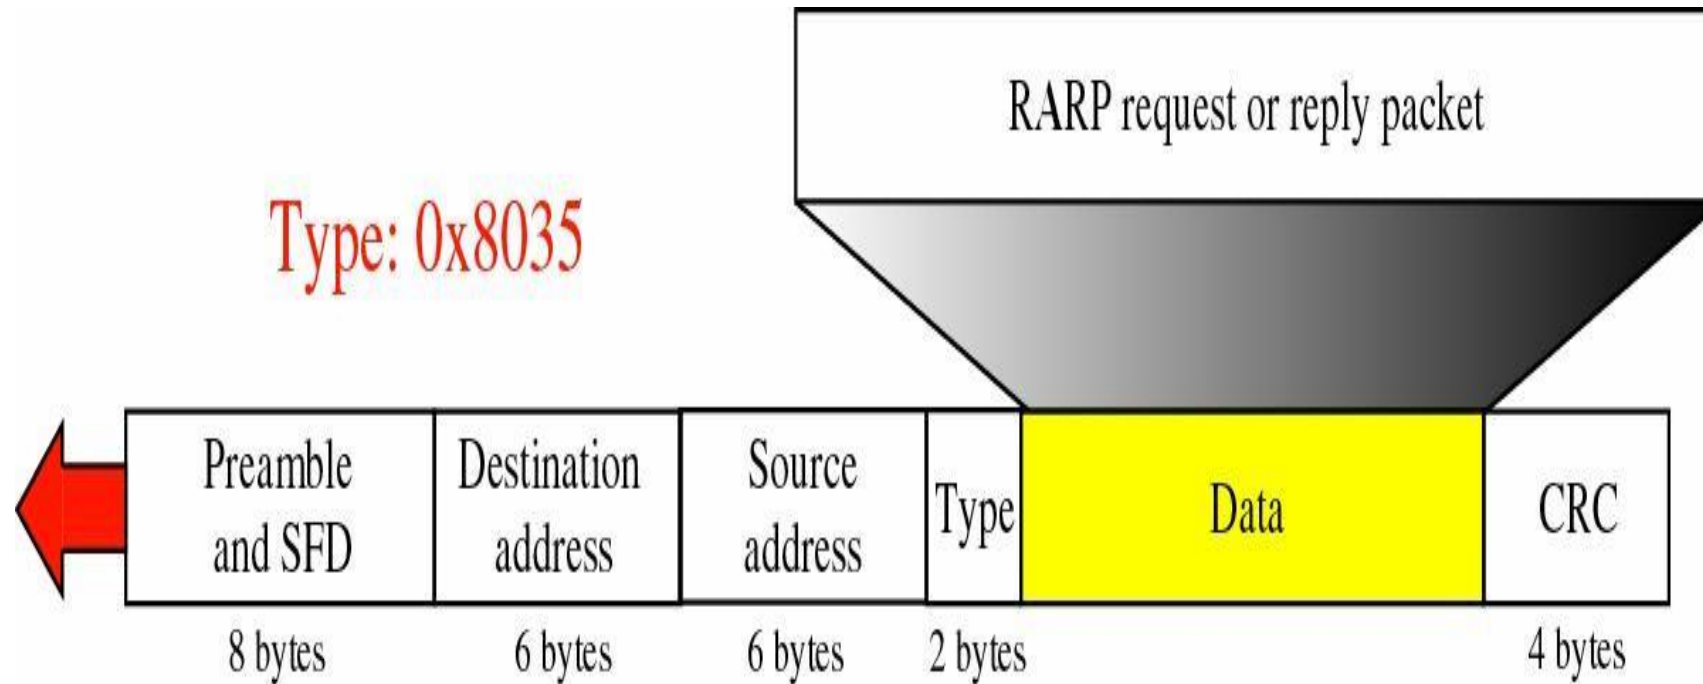 RARP request or reply packet
Type: 0x8035
Preamble
and SFD
Destination
address
Source
address
Type
Data
CRC
8 bytes
6 bytes
6 bytes
2 bytes
4 bytes